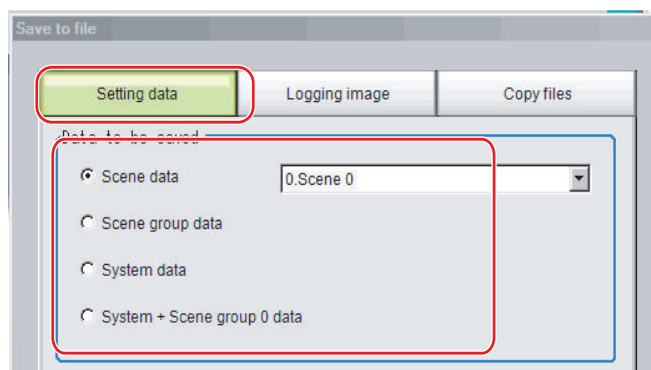 Save to file
Setting data Logging image Copy files
Data to be saved
Scene data 0.Scene 0
Scene group data
System data
System + Scene group 0 data